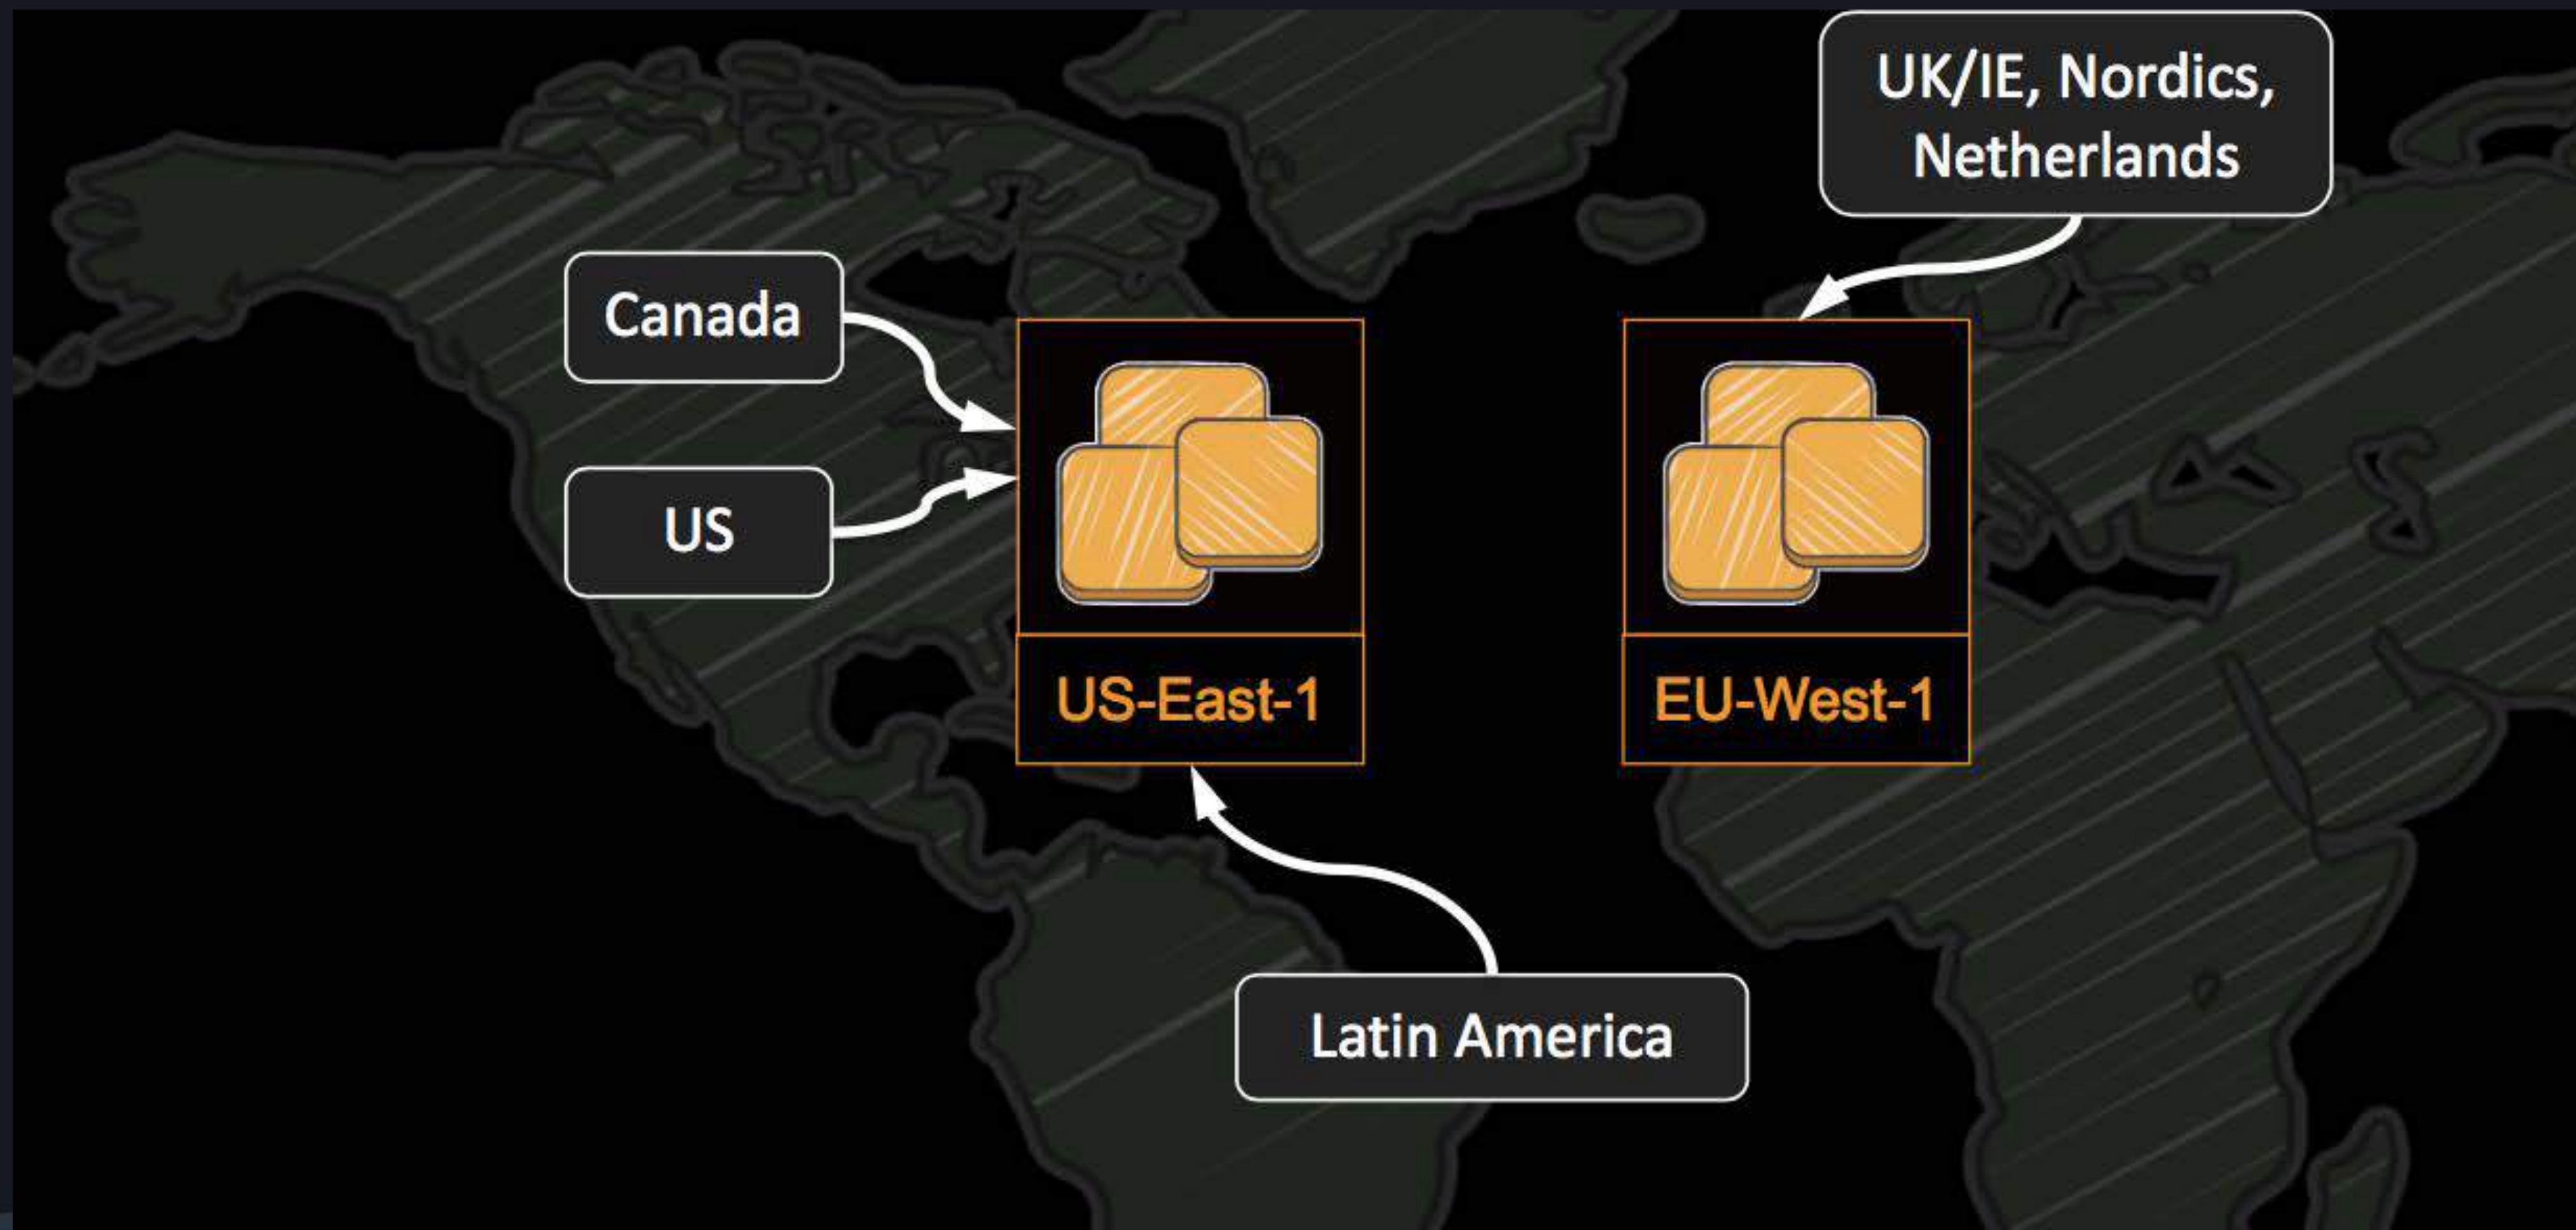 UK/IE, Nordics,
Netherlands
Canada
US
US-East-1
EU-West-1
Latin America